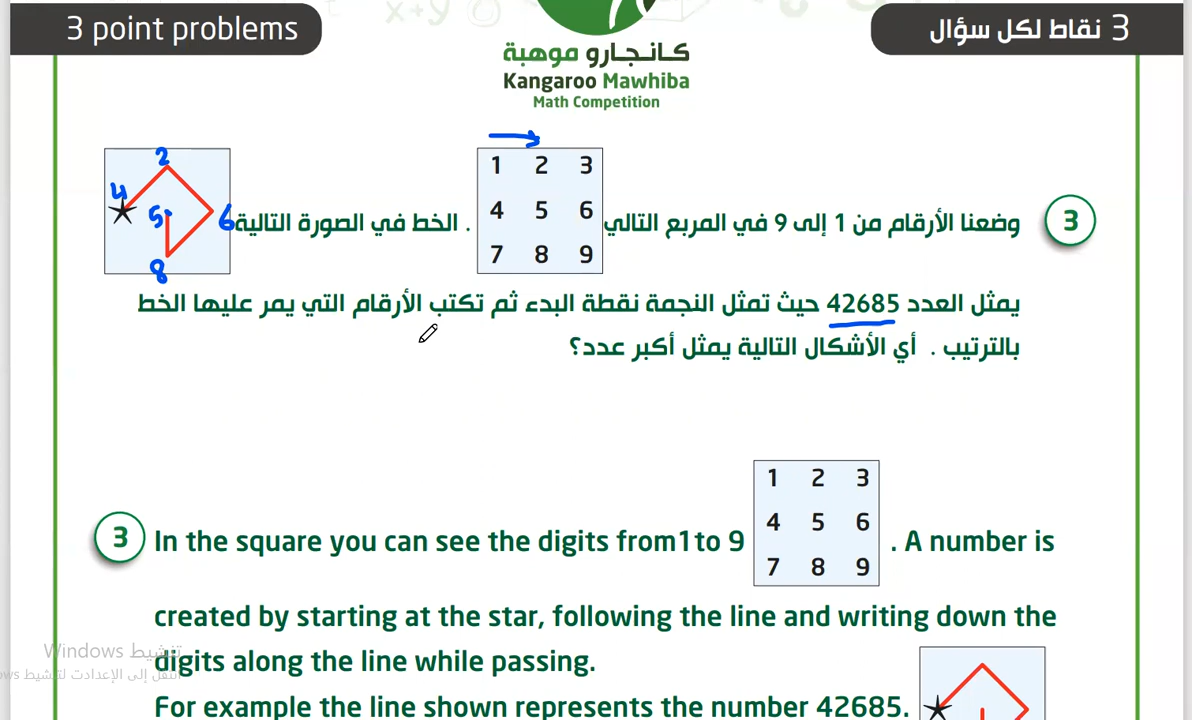 3 point problems
3 نقاط لكل سؤال
كانجارو موهبة
Kangaroo Mawhiba
Math Competition
3
وضعنا الأرقام من 1 إلى 9 في المربع التالي
1 2 3
4 5 6
7 8 9
. الخط في الصورة التالية
2
4
5
6
8
يمثل العدد 42685 حيث تمثل النجمة نقطة البدء ثم تكتب الأرقام التي يمر عليها الخط
بالترتيب . أي الأشكال التالية يمثل أكبر عدد؟
3
In the square you can see the digits from1to 9
1 2 3
4 5 6
7 8 9
. A number is
created by starting at the star, following the line and writing down the
digits along the line while passing.
For example the line shown represents the number 42685.
تنشيط Windows